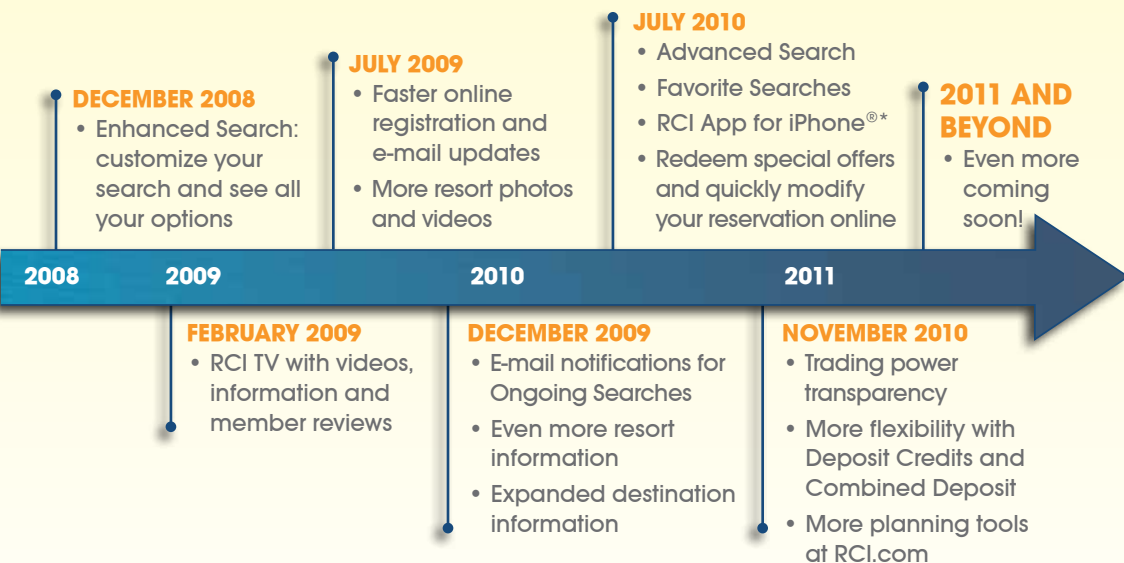 DECEMBER 2008
• Enhanced Search:
customize your
search and see all
your options
JULY 2009
• Faster online
registration and
e-mail updates
• More resort photos
and videos
JULY 2010
• Advanced Search
• Favorite Searches
• RCI App for iPhone®*
• Redeem special offers
and quickly modify
your reservation online
2011 AND
BEYOND
• Even more
coming
soon!
2008
2009
2010
2011
FEBRUARY 2009
• RCI TV with videos,
information and
member reviews
DECEMBER 2009
• E-mail notifications for
Ongoing Searches
• Even more resort
information
• Expanded destination
information
NOVEMBER 2010
• Trading power
transparency
• More flexibility with
Deposit Credits and
Combined Deposit
• More planning tools
at RCI.com